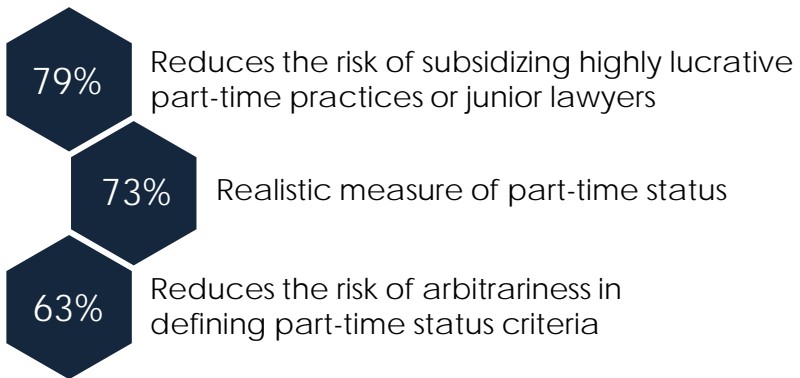 79%
Reduces the risk of subsidizing highly lucrative
part-time practices or junior lawyers
73%
Realistic measure of part-time status
63%
Reduces the risk of arbitrariness in
defining part-time status criteria